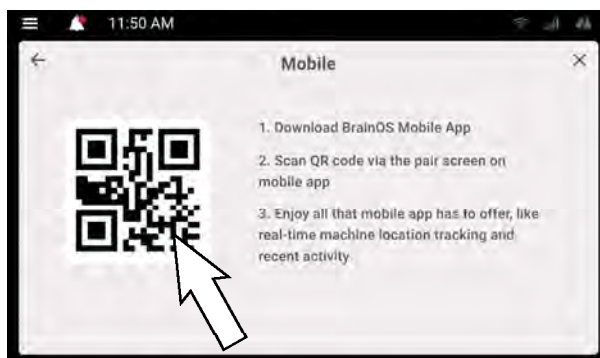 11:50 AM
Mobile
1. Download BrainOS Mobile App
2. Scan QR code via the pair screen on
mobile app
3. Enjoy all that mobile app has to offer, like
real-time machine location tracking and
recent activity